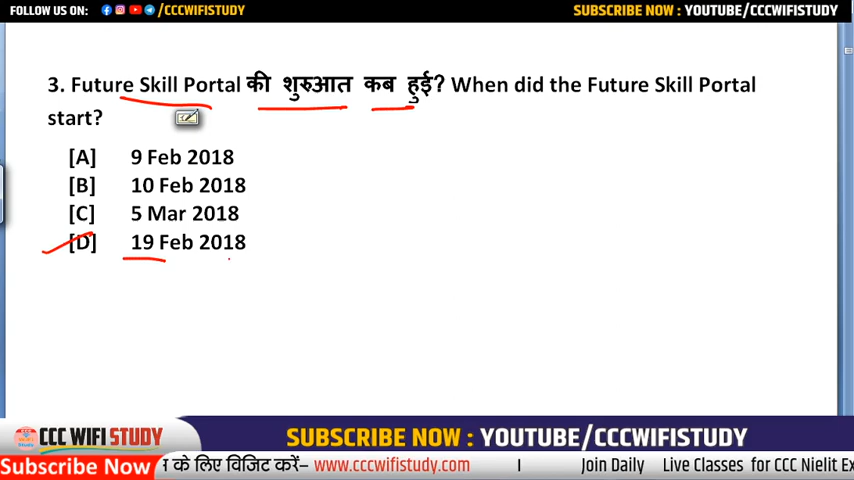 FOLLOW US ON: /CCCWIFISTUDY SUBSCRIBE NOW : YOUTUBE/CCCWIFISTUDY
3. Future Skill Portal की शुरुआत कब हुई? When did the Future Skill Portal
start?
[A] 9 Feb 2018
[B] 10 Feb 2018
[C] 5 Mar 2018
[D] 19 Feb 2018
CCC WIFI STUDY SUBSCRIBE NOW : YOUTUBE/CCCWIFISTUDY
Subscribe Now के लिए विजिट करें– www.cccwifistudy.com I Join Daily Live Classes for CCC Nielit